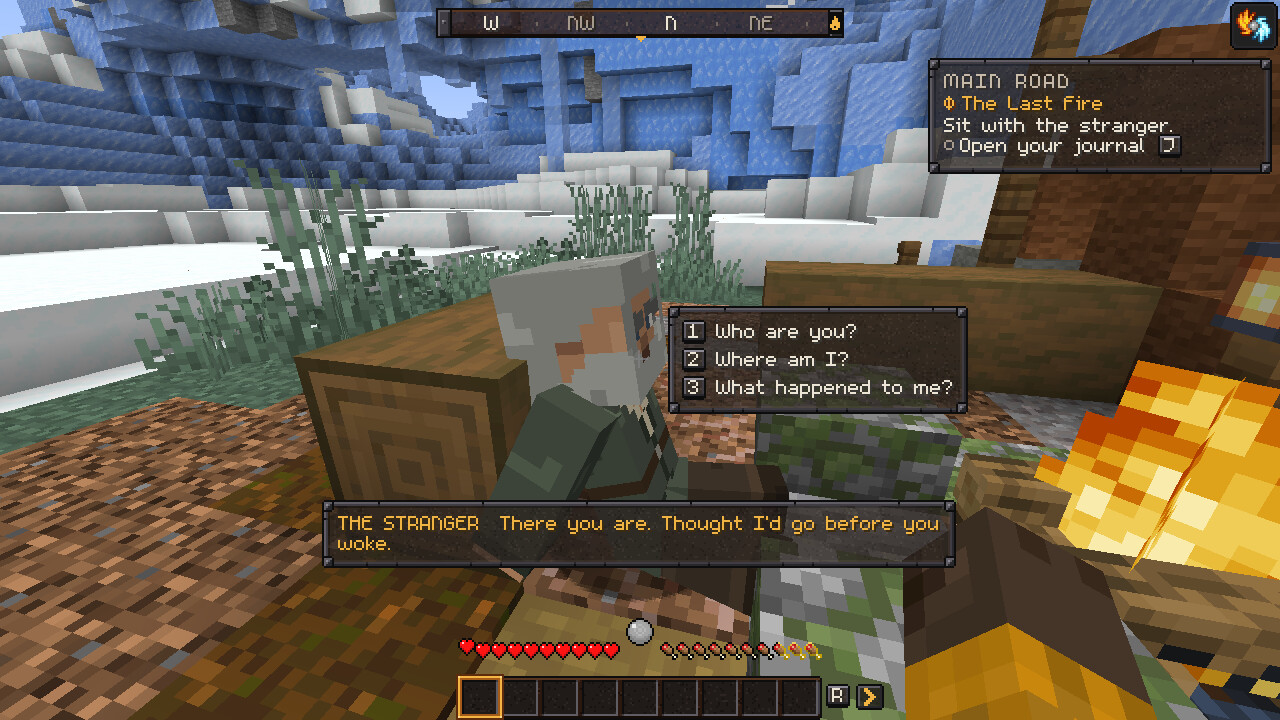 W NW N NE
MAIN ROAD
The Last Fire
Sit with the stranger.
Open your journal J
1 Who are you?
2 Where am I?
3 What happened to me?
THE STRANGER There you are. Thought I'd go before you
woke.
R